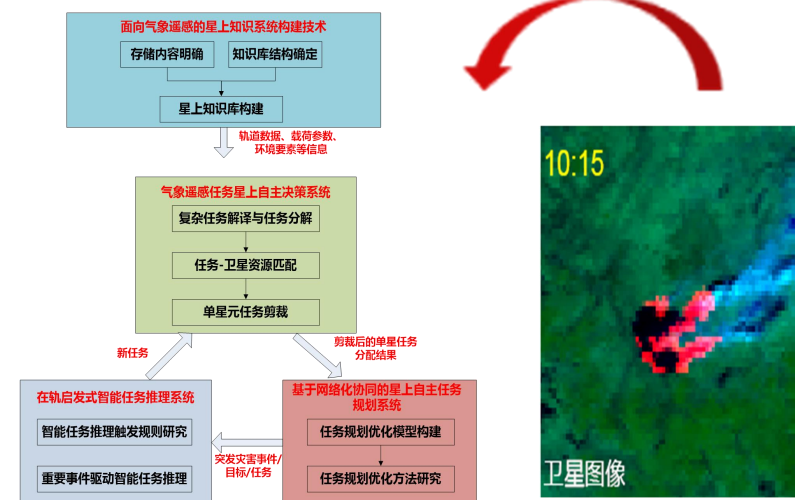 面向气象遥感的星上知识系统构建技术
存储内容明确
知识库结构确定
星上知识库构建
轨道数据、载荷参数、
环境要素等信息
气象遥感任务星上自主决策系统
复杂任务解译与任务分解
任务-卫星资源匹配
单星元任务剪裁
新任务
剪裁后的单星任务
分配结果
在轨启发式智能任务推理系统
智能任务推理触发规则研究
重要事件驱动智能任务推理
突发灾害事件/
目标/任务
基于网络化协同的星上自主任务
规划系统
任务规划优化模型构建
任务规划优化方法研究
10:15
卫星图像